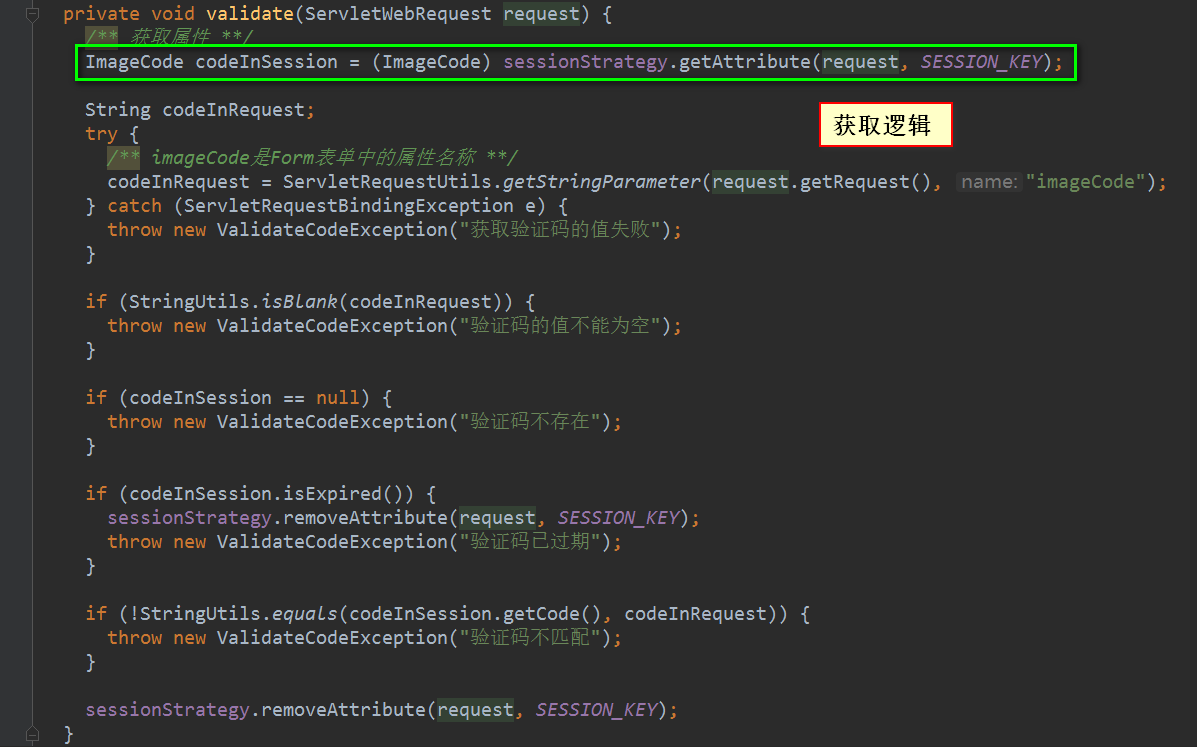 private void validate(ServletWebRequest request) {
/** 获取属性 **/
ImageCode codeInSession = (ImageCode) sessionStrategy.getAttribute(request, SESSION_KEY);
String codeInRequest;
获取逻辑
try {
/** imageCode是Form表单中的属性名称 **/
codeInRequest = ServletRequestUtils.getStringParameter(request.getRequest(), name: "imageCode");
} catch (ServletRequestBindingException e) {
throw new ValidateCodeException("获取验证码的值失败");
}
if (StringUtils.isBlank(codeInRequest)) {
throw new ValidateCodeException("验证码的值不能为空");
}
if (codeInSession == null) {
throw new ValidateCodeException("验证码不存在");
}
if (codeInSession.isExpired()) {
sessionStrategy.removeAttribute(request, SESSION_KEY);
throw new ValidateCodeException("验证码已过期");
}
if (!StringUtils.equals(codeInSession.getCode(), codeInRequest)) {
throw new ValidateCodeException("验证码不匹配");
}
sessionStrategy.removeAttribute(request, SESSION_KEY);
}